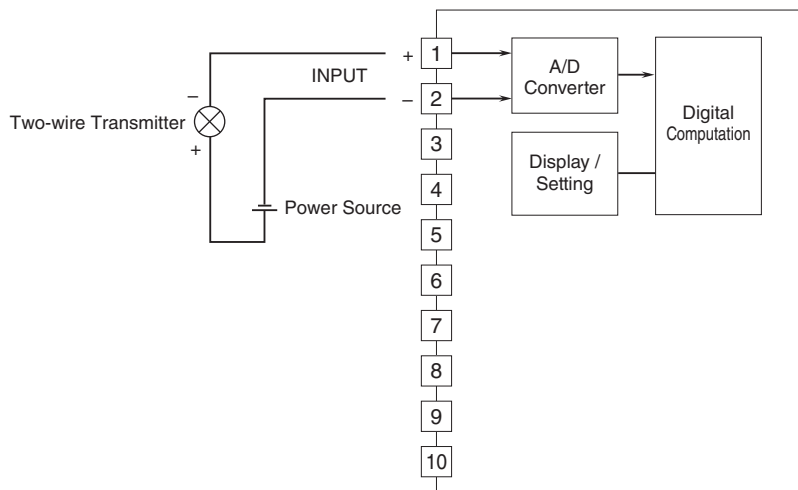 Two-wire Transmitter
–
+
INPUT
Power Source
+
–
1
2
3
4
5
6
7
8
9
10
A/D
Converter
Display /
Setting
Digital
Computation